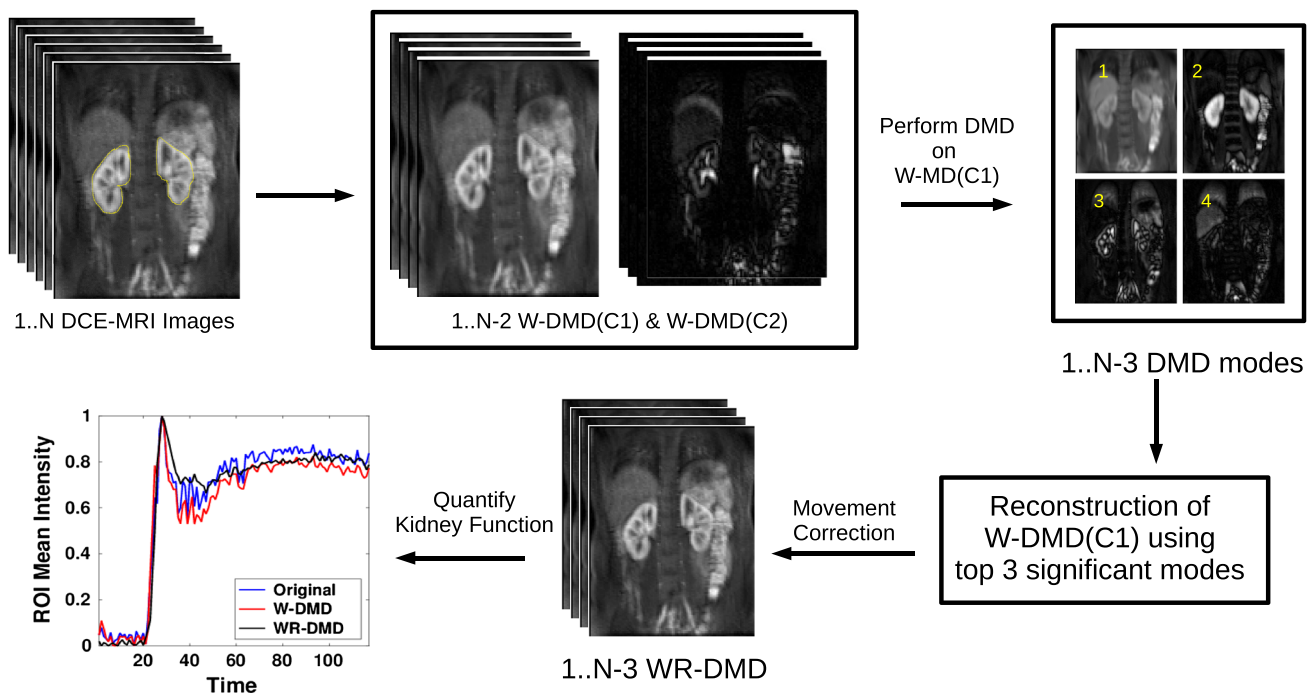 1..N DCE-MRI Images
1..N-2 W-DMD(C1) & W-DMD(C2)
Perform DMD
on
W-MD(C1)
1
2
3
4
1..N-3 DMD modes
Reconstruction of
W-DMD(C1) using
top 3 significant modes
Movement
Correction
1..N-3 WR-DMD
Quantify
Kidney Function
ROI Mean Intensity
1
0.8
0.6
0.4
0.2
0
20 40 60 80 100
Time
Original
W-DMD
WR-DMD